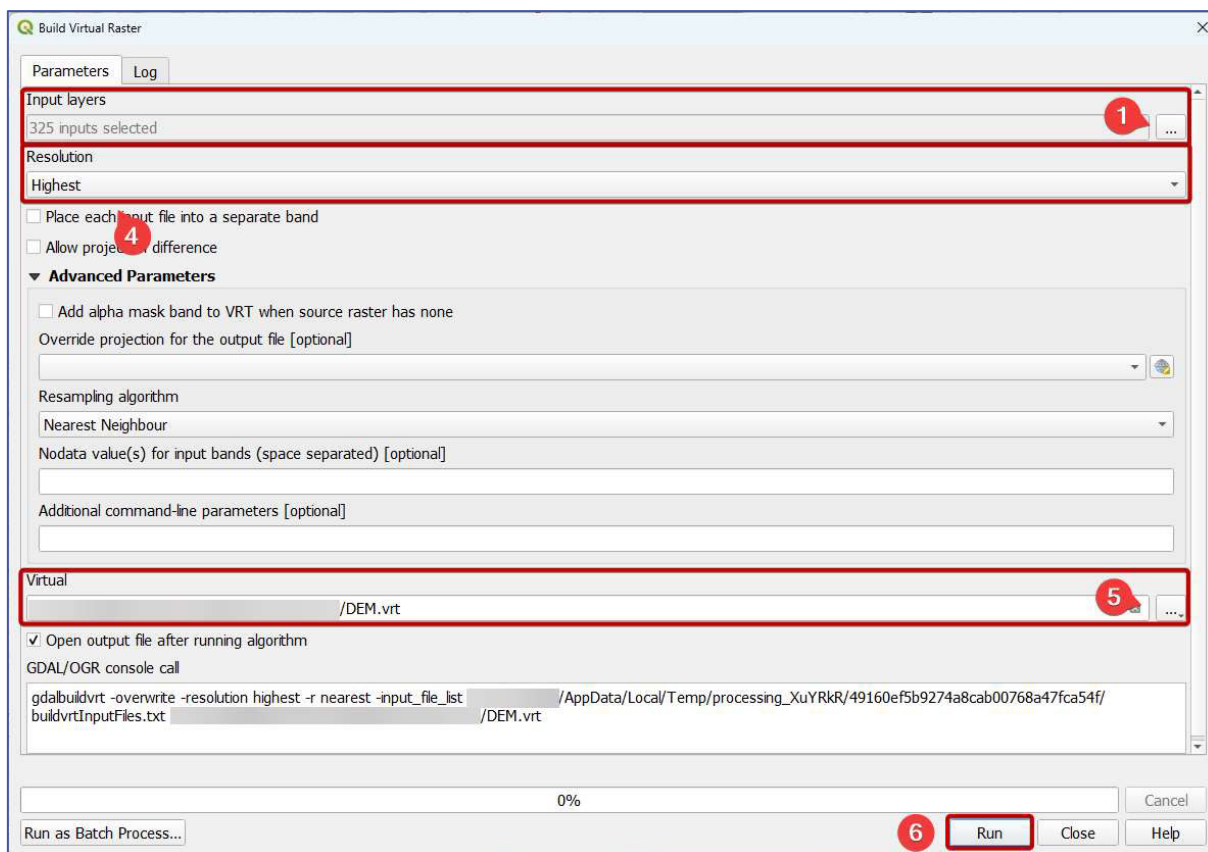 Build Virtual Raster
Parameters Log
Input layers
325 inputs selected
1
...
Resolution
Highest
Place each input file into a separate band
4
Allow projection difference
Advanced Parameters
Add alpha mask band to VRT when source raster has none
Override projection for the output file [optional]
Resampling algorithm
Nearest Neighbour
Nodata value(s) for input bands (space separated) [optional]
Additional command-line parameters [optional]
Virtual
/DEM.vrt
5
...
Open output file after running algorithm
GDAL/OGR console call
gdalbuildvrt -overwrite -resolution highest -r nearest -input_file_list /AppData/Local/Temp/processing_XuYRkR/49160ef5b9274a8cab00768a47fca54f/
buildvrtInputFiles.txt /DEM.vrt
0%
Cancel
Run as Batch Process...
6
Run
Close
Help